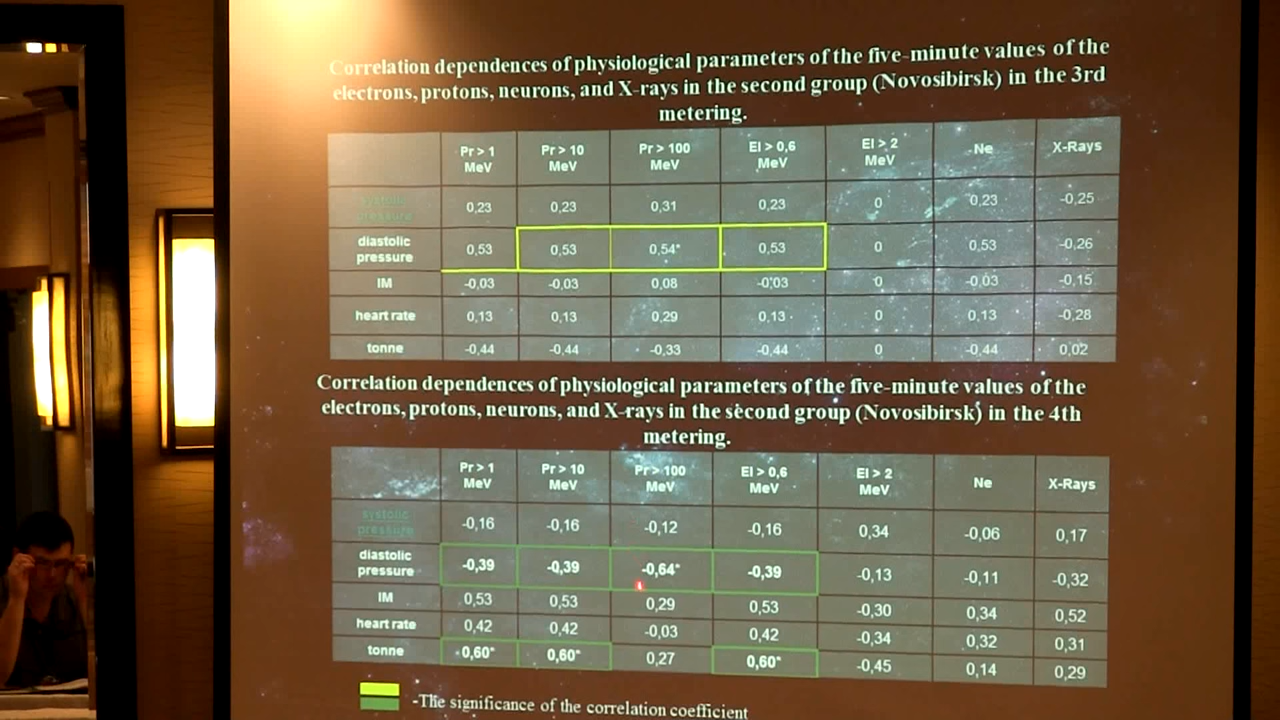 Correlation dependences of physiological parameters of the five-minute values of the
electrons, protons, neurons, and X-rays in the second group (Novosibirsk) in the 3rd
metering.
Pr > 1 MeV Pr > 10 MeV Pr > 100 MeV El > 0,6 MeV El > 2 MeV Ne X-Rays
systolic pressure 0,23 0,23 0,31 0,23 0 0,23 -0,25
diastolic pressure 0,53 0,53 0,54* 0,53 0 0,53 -0,26
IM -0,03 -0,03 0,08 -0,03 0 -0,03 -0,15
heart rate 0,13 0,13 0,29 0,13 0 0,13 -0,28
tonne -0,44 -0,44 -0,33 -0,44 0 -0,44 0,02
Correlation dependences of physiological parameters of the five-minute values of the
electrons, protons, neurons, and X-rays in the second group (Novosibirsk) in the 4th
metering.
Pr > 1 MeV Pr > 10 MeV Pr > 100 MeV El > 0,6 MeV El > 2 MeV Ne X-Rays
systolic pressure -0,16 -0,16 -0,12 -0,16 0,34 -0,06 0,17
diastolic pressure -0,39 -0,39 -0,64* -0,39 -0,13 -0,11 -0,32
IM 0,53 0,53 0,29 0,53 -0,30 0,34 0,52
heart rate 0,42 0,42 -0,03 0,42 -0,34 0,32 0,31
tonne 0,60* 0,60* 0,27 0,60* -0,45 0,14 0,29
-The significance of the correlation coefficient